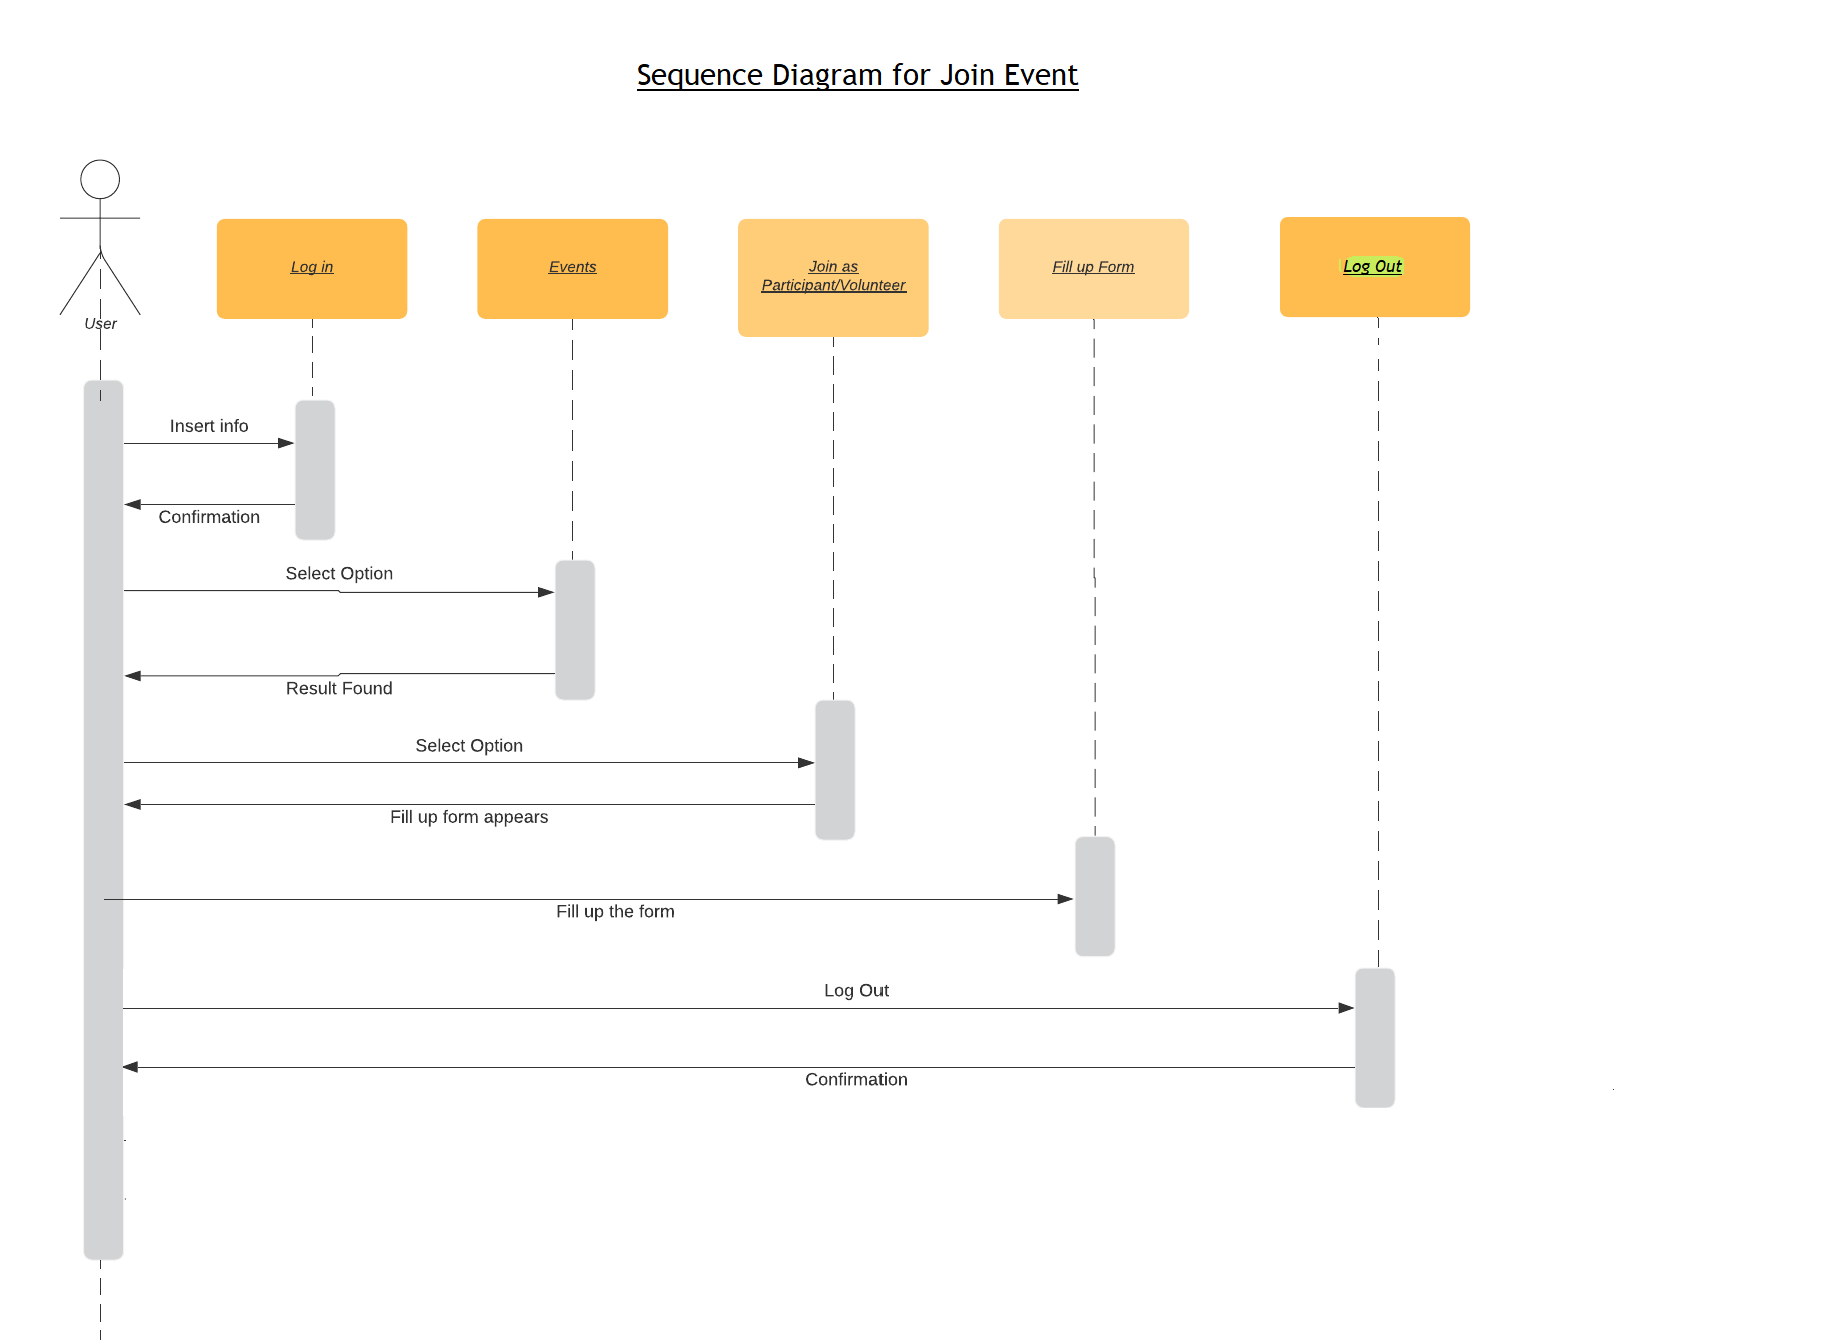 Sequence Diagram for Join Event
User
Log in
Events
Join as
Participant/Volunteer
Fill up Form
Log Out
Insert info
Confirmation
Select Option
Result Found
Select Option
Fill up form appears
Fill up the form
Log Out
Confirmation